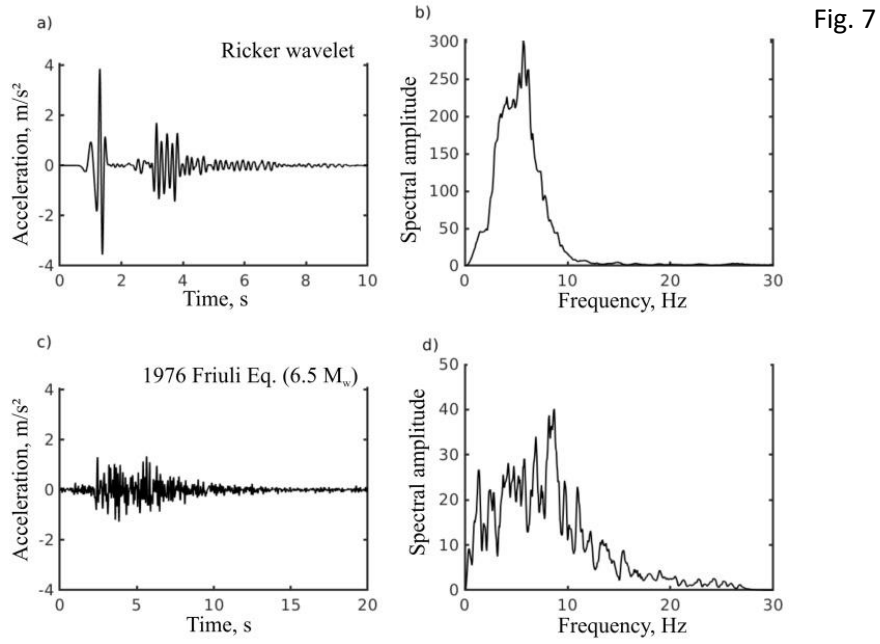 Fig. 7
a)
Ricker wavelet
Acceleration, m/s²
4
2
0
-2
-4
0 2 4 6 8 10
Time, s
b)
Spectral amplitude
300
250
200
150
100
50
0
0 10 20 30
Frequency, Hz
c)
1976 Friuli Eq. (6.5 Mw)
Acceleration, m/s²
4
2
0
-2
-4
0 5 10 15 20
Time, s
d)
Spectral amplitude
50
40
30
20
10
0
0 10 20 30
Frequency, Hz